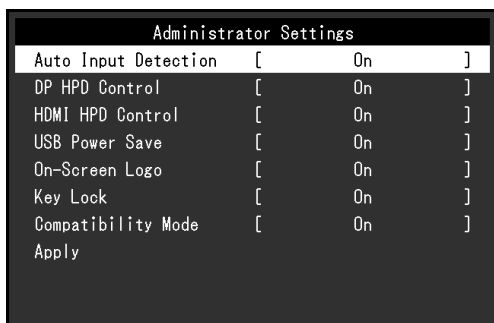 Administrator Settings
Auto Input Detection [ On ]
DP HPD Control [ On ]
HDMI HPD Control [ On ]
USB Power Save [ On ]
On-Screen Logo [ On ]
Key Lock [ On ]
Compatibility Mode [ On ]
Apply